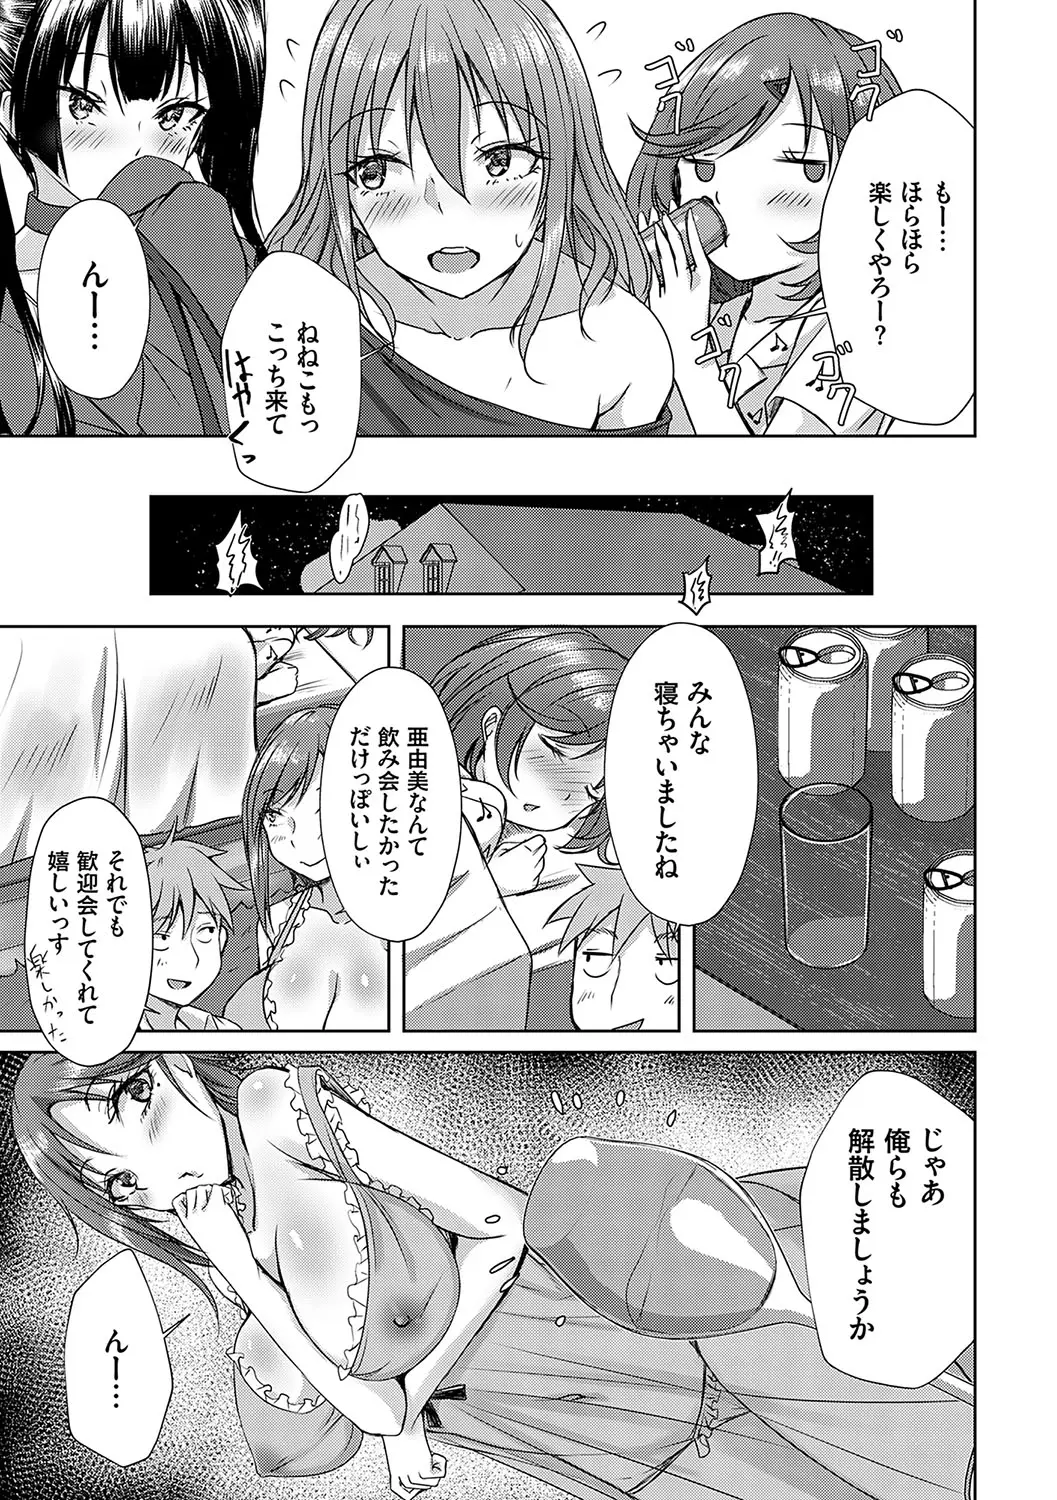 もー…
ほらほら
楽しくやろー?
ゴク
ゴク
ゴク
ゴク
ねねこもっ
こっち来て
はやくっ
んー…
みんな
寝ちゃいましたね
亜由美なんて
飲み会したかった
だけっぽいしぃ
それでも
歓迎会してくれて
嬉しいっす
楽しかった
じゃあ
俺らも
解散しましょうか
んー…